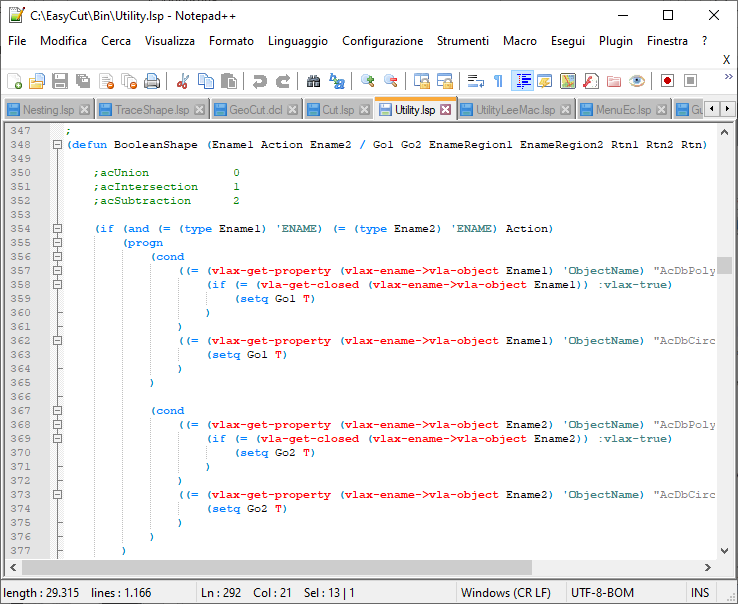 C:\EasyCut\Bin\Utility.lsp - Notepad++
File Modifica Cerca Visualizza Formato Linguaggio Configurazione Strumenti Macro Esegui Plugin Finestra ?
X
Nesting.lsp TraceShape.lsp GeoCut.dcl Cut.lsp Utility.lsp UtilityLeeMac.lsp MenuEc.lsp
347 ;
348 (defun BooleanShape (Ename1 Action Ename2 / Go1 Go2 EnameRegion1 EnameRegion2 Rtn1 Rtn2 Rtn)
349
350 ;acUnion 0
351 ;acIntersection 1
352 ;acSubtraction 2
353
354 (if (and (= (type Ename1) 'ENAME) (= (type Ename2) 'ENAME) Action)
355 (progn
356 (cond
357 ((= (vlax-get-property (vlax-ename->vla-object Ename1) 'ObjectName) "AcDbPoly
358 (if (= (vla-get-closed (vlax-ename->vla-object Ename1)) :vlax-true)
359 (setq Go1 T)
360 )
361 )
362 ((= (vlax-get-property (vlax-ename->vla-object Ename1) 'ObjectName) "AcDbCirc
363 (setq Go1 T)
364 )
365 )
366
367 (cond
368 ((= (vlax-get-property (vlax-ename->vla-object Ename2) 'ObjectName) "AcDbPoly
369 (if (= (vla-get-closed (vlax-ename->vla-object Ename2)) :vlax-true)
370 (setq Go2 T)
371 )
372 )
373 ((= (vlax-get-property (vlax-ename->vla-object Ename2) 'ObjectName) "AcDbCirc
374 (setq Go2 T)
375 )
376 )
377 )
length : 29.315 lines : 1.166 Ln : 292 Col : 21 Sel : 13 | 1 Windows (CR LF) UTF-8-BOM INS